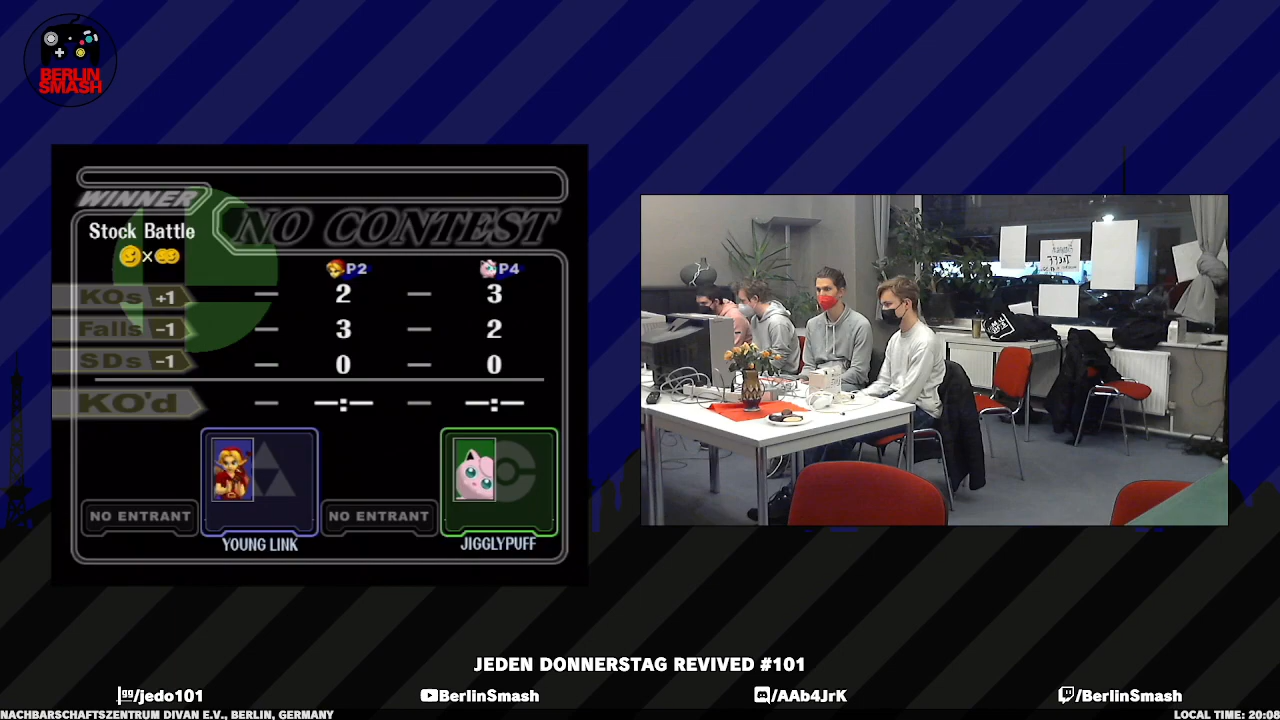 BERLIN
SMASH
WINNER
NO CONTEST
Stock Battle
×
P2
P4
KOs +1 — 2 — 3
Falls -1 — 3 — 2
SDs -1 — 0 — 0
KO'd — —:— — —:—
NO ENTRANT
NO ENTRANT
YOUNG LINK
JIGGLYPUFF
TREFF
JEDEN DONNERSTAG REVIVED #101
/jedo101
BerlinSmash
/AAb4JrK
/BerlinSmash
NACHBARSCHAFTSZENTRUM DIVAN E.V., BERLIN, GERMANY
LOCAL TIME: 20:08